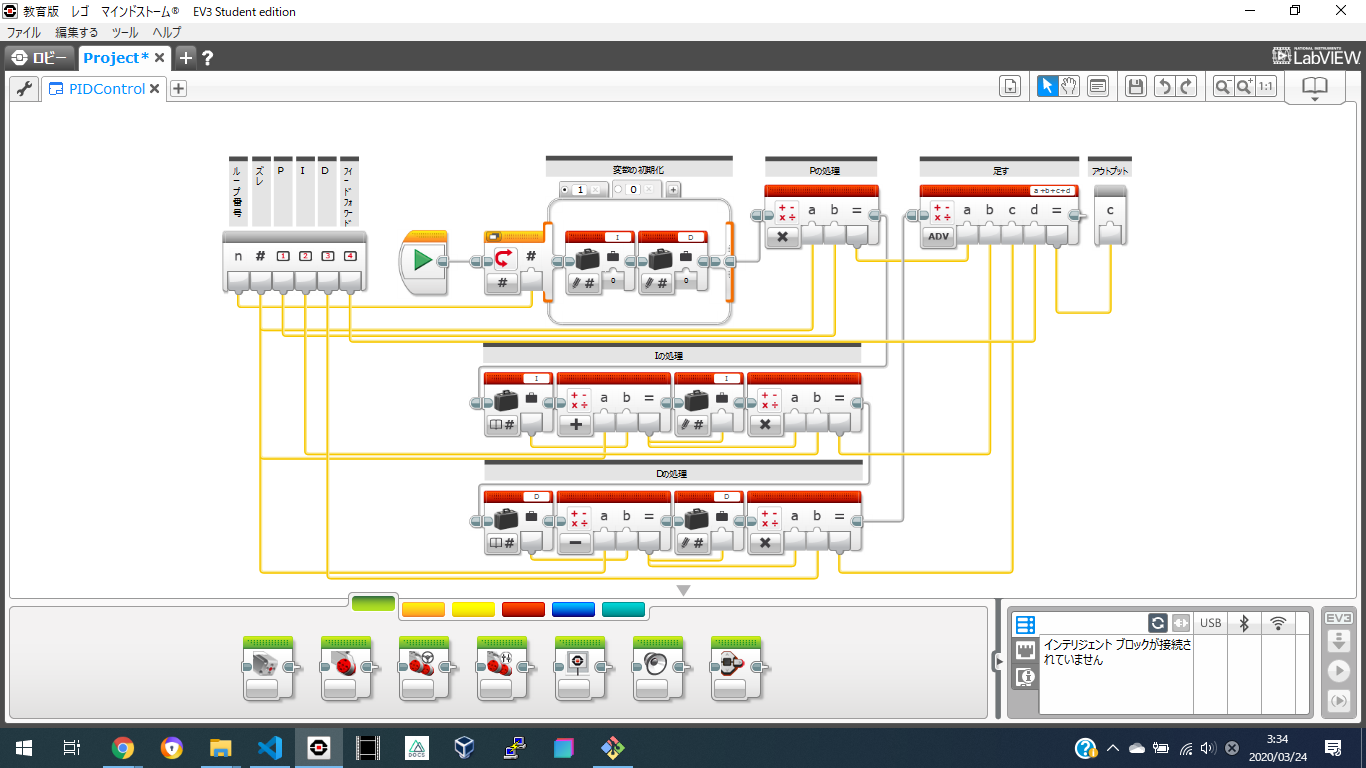 教育版 レゴ マインドストーム® EV3 Student edition
ファイル 編集する ツール ヘルプ
ロビー Project* + ?
NATIONAL INSTRUMENTS
LabVIEW
PIDControl
1:1
ループ番号
ズレ
P
I
D
フィードフォワード
変数の初期化
Pの処理
足す
アウトプット
1 0 +
a+b+c+d
n # 1 2 3 4
#
#
I
# 0
D
# 0
a b =
a b c d =
ADV
c
Iの処理
I
#
a b =
I
#
a b =
Dの処理
D
#
a b =
D
#
a b =
USB
EV3
インテリジェント ブロックが接続さ
れていません
DOCS
3:34
2020/03/24